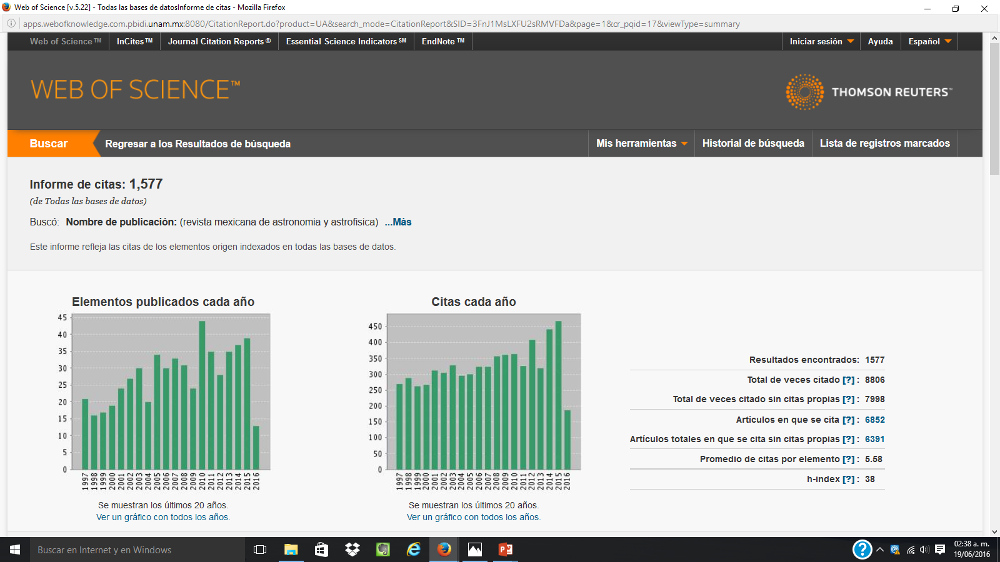 Web of Science [v.5.22] - Todas las bases de datosInforme de citas - Mozilla Firefox
apps.webofknowledge.com.pbidi.unam.mx:8080/CitationReport.do?product=UA&search_mode=CitationReport&SID=3FnJ1MsLXFU2sRMVFDa&page=1&cr_pqid=17&viewType=summary
Web of Science™ InCites™ Journal Citation Reports® Essential Science Indicators℠ EndNote™ Iniciar sesión Ayuda Español
WEB OF SCIENCE™
THOMSON REUTERS™
Buscar Regresar a los Resultados de búsqueda Mis herramientas Historial de búsqueda Lista de registros marcados
Informe de citas: 1,577
(de Todas las bases de datos)
Buscó: Nombre de publicación: (revista mexicana de astronomia y astrofisica) ...Más
Este informe refleja las citas de los elementos origen indexados en todas las bases de datos.
Elementos publicados cada año
45
40
35
30
25
20
15
10
5
0
1997 1998 1999 2000 2001 2002 2003 2004 2005 2006 2007 2008 2009 2010 2011 2012 2013 2014 2015 2016
Se muestran los últimos 20 años.
Ver un gráfico con todos los años.
Citas cada año
450
400
350
300
250
200
150
100
50
0
1997 1998 1999 2000 2001 2002 2003 2004 2005 2006 2007 2008 2009 2010 2011 2012 2013 2014 2015 2016
Se muestran los últimos 20 años.
Ver un gráfico con todos los años.
Resultados encontrados: 1577
Total de veces citado [?] : 8806
Total de veces citado sin citas propias [?] : 7998
Artículos en que se cita [?] : 6852
Artículos totales en que se cita sin citas propias [?] : 6391
Promedio de citas por elemento [?] : 5.58
h-index [?] : 38
Buscar en Internet y en Windows
02:38 a. m.
19/06/2016